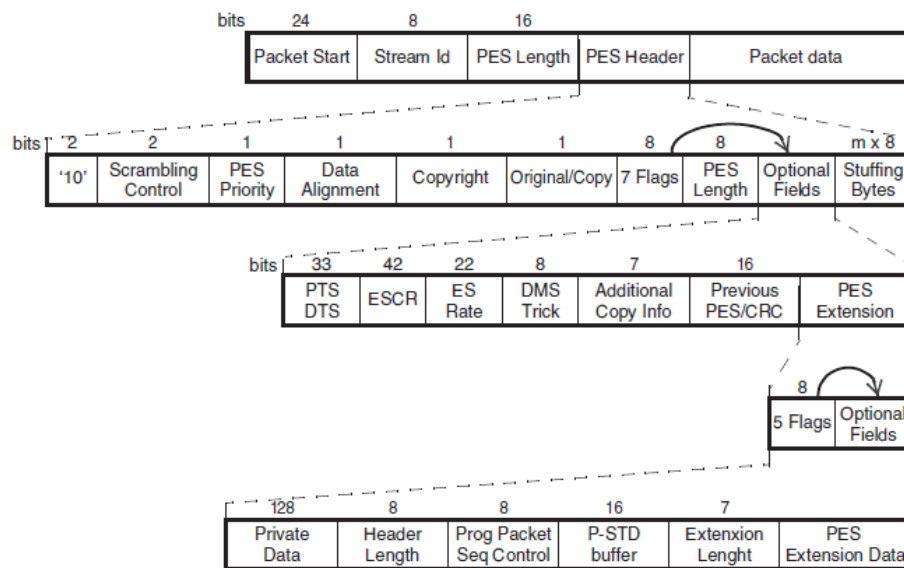 bits 24 8 16
Packet Start Stream Id PES Length PES Header Packet data
bits 2 2 1 1 1 1 8 8 m x 8
'10' Scrambling Control PES Priority Data Alignment Copyright Original/Copy 7 Flags PES Length Optional Fields Stuffing Bytes
bits 33 42 22 8 7 16
PTS DTS ESCR ES Rate DMS Trick Additional Copy Info Previous PES/CRC PES Extension
8
5 Flags Optional Fields
128 8 8 16 7
Private Data Header Length Prog Packet Seq Control P-STD buffer Extenxion Lenght PES Extension Data